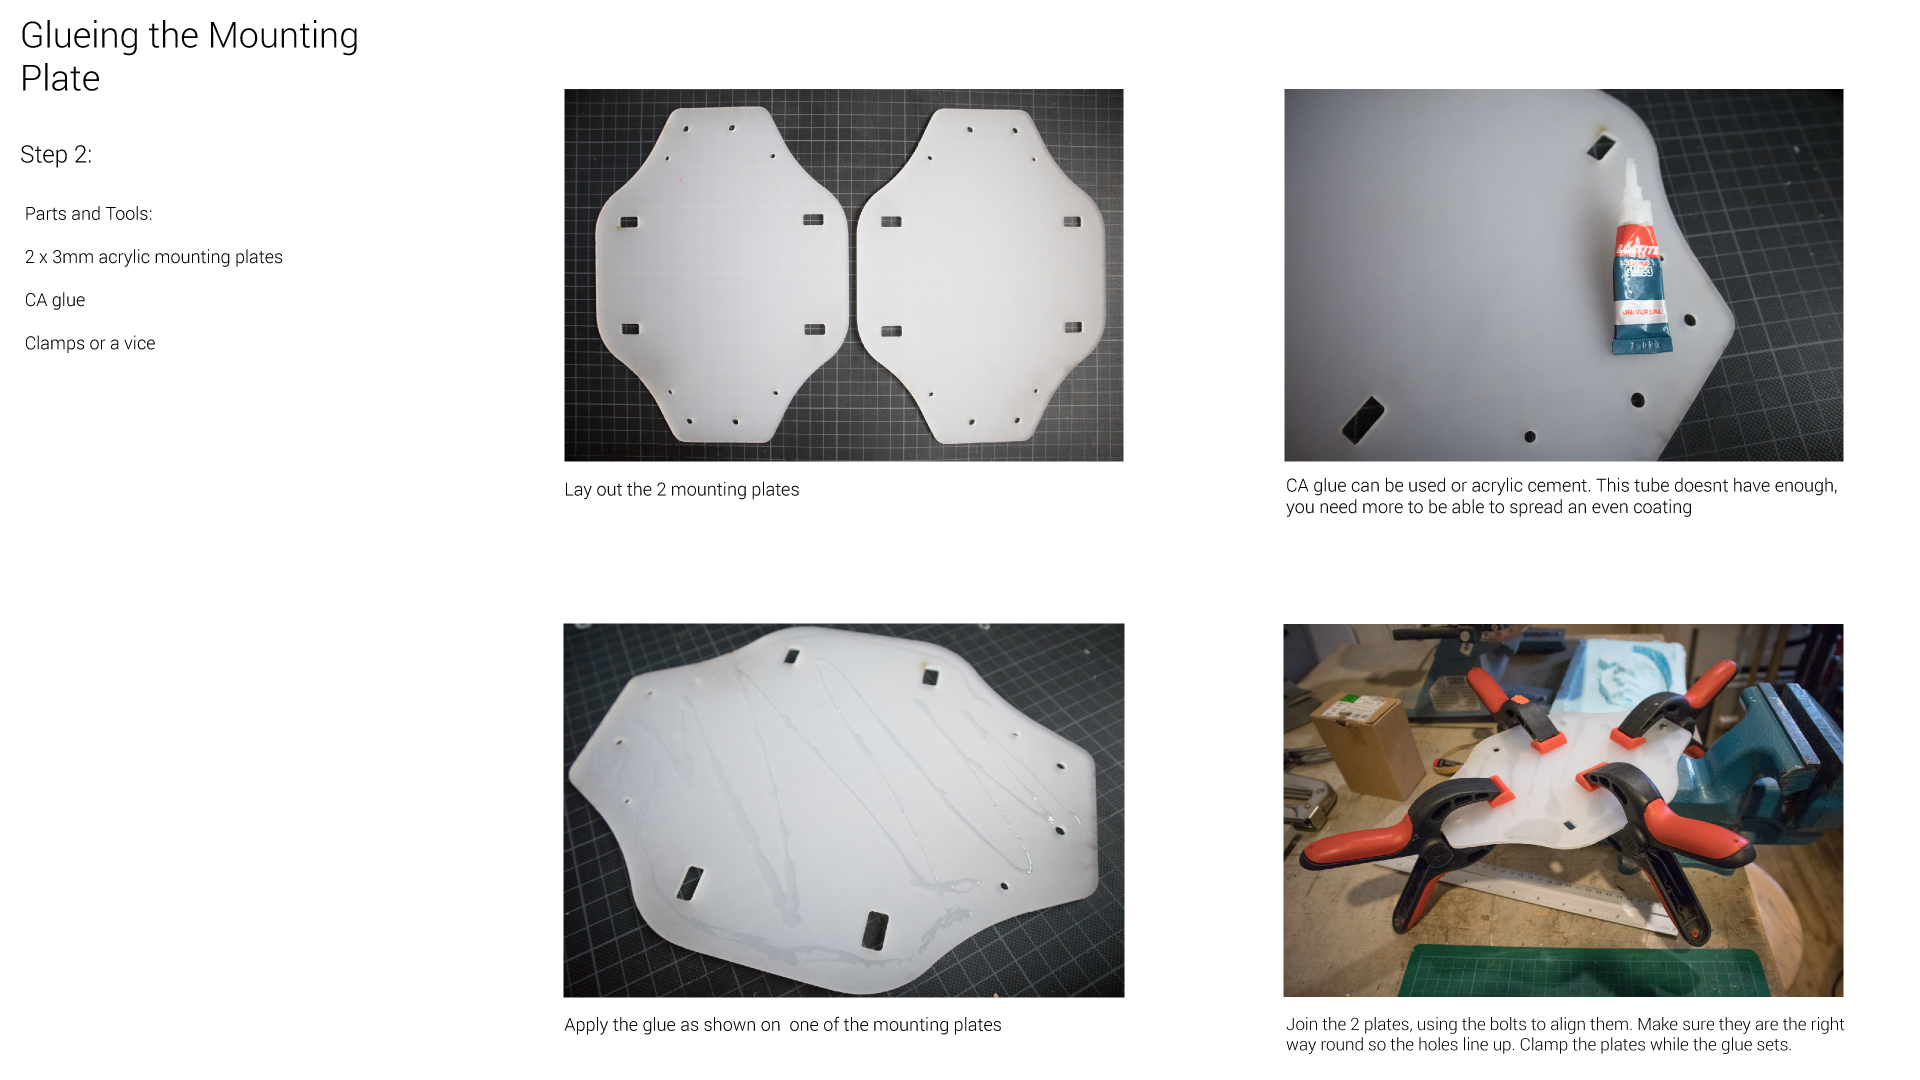 Glueing the Mounting
Plate
Step 2:
Parts and Tools:
2 x 3mm acrylic mounting plates
CA glue
Clamps or a vice
Lay out the 2 mounting plates
LOCTITE
UNIVERSAL
CA glue can be used or acrylic cement. This tube doesnt have enough,
you need more to be able to spread an even coating
Apply the glue as shown on  one of the mounting plates
Join the 2 plates, using the bolts to align them. Make sure they are the right
way round so the holes line up. Clamp the plates while the glue sets.